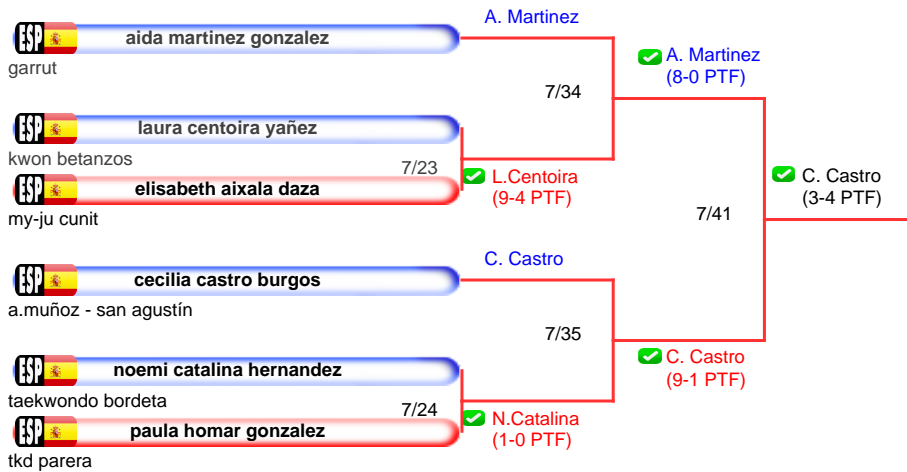 A. Martinez
ESP aida martinez gonzalez
garrut
A. Martinez
(8-0 PTF)
7/34
ESP laura centoira yañez
kwon betanzos
7/23
L.Centoira
(9-4 PTF)
ESP elisabeth aixala daza
my-ju cunit
C. Castro
(3-4 PTF)
7/41
C. Castro
ESP cecilia castro burgos
a.muñoz - san agustín
7/35
C. Castro
(9-1 PTF)
ESP noemi catalina hernandez
taekwondo bordeta
7/24
N.Catalina
(1-0 PTF)
ESP paula homar gonzalez
tkd parera